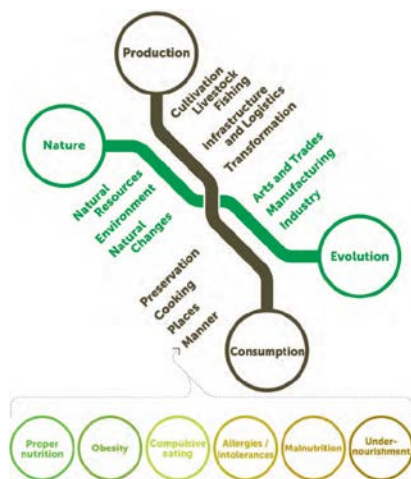 Production
Cultivation
Livestock
Fishing
Infrastructure
and Logistics
Transformation
Nature
Natural
Resources
Environment
Natural
Changes
Arts and Trades
Manufacturing
Industry
Evolution
Preservation
Cooking
Places
Manner
Consumption
Proper
nutrition
Obesity
Compulsive
eating
Allergies /
Intolerances
Malnutrition
Under-
nourishment